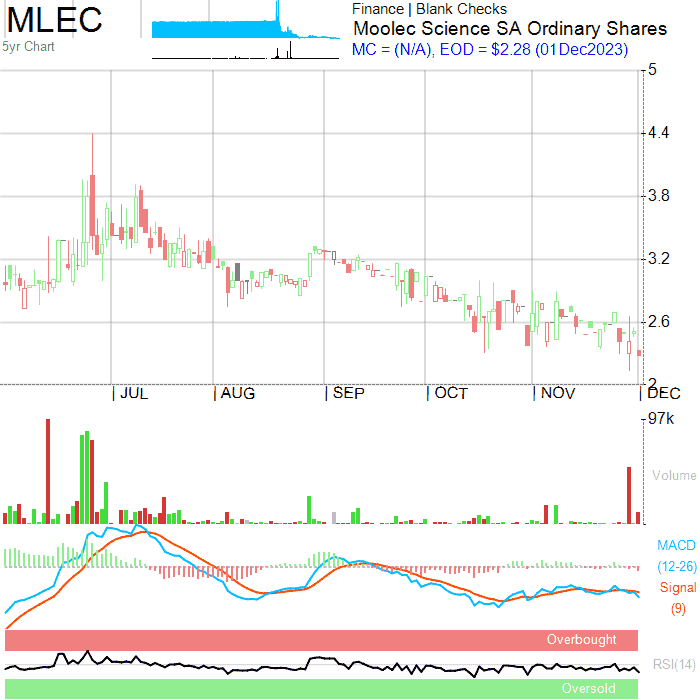 MLEC
5yr Chart
Finance | Blank Checks
Moolec Science SA Ordinary Shares
MC = (N/A), EOD = $2.28 (01Dec2023)
5
4.4
3.8
3.2
2.6
2
| JUL | AUG | SEP | OCT | NOV | DEC
97k
Volume
MACD
(12-26)
Signal
(9)
Overbought
RSI(14)
Oversold